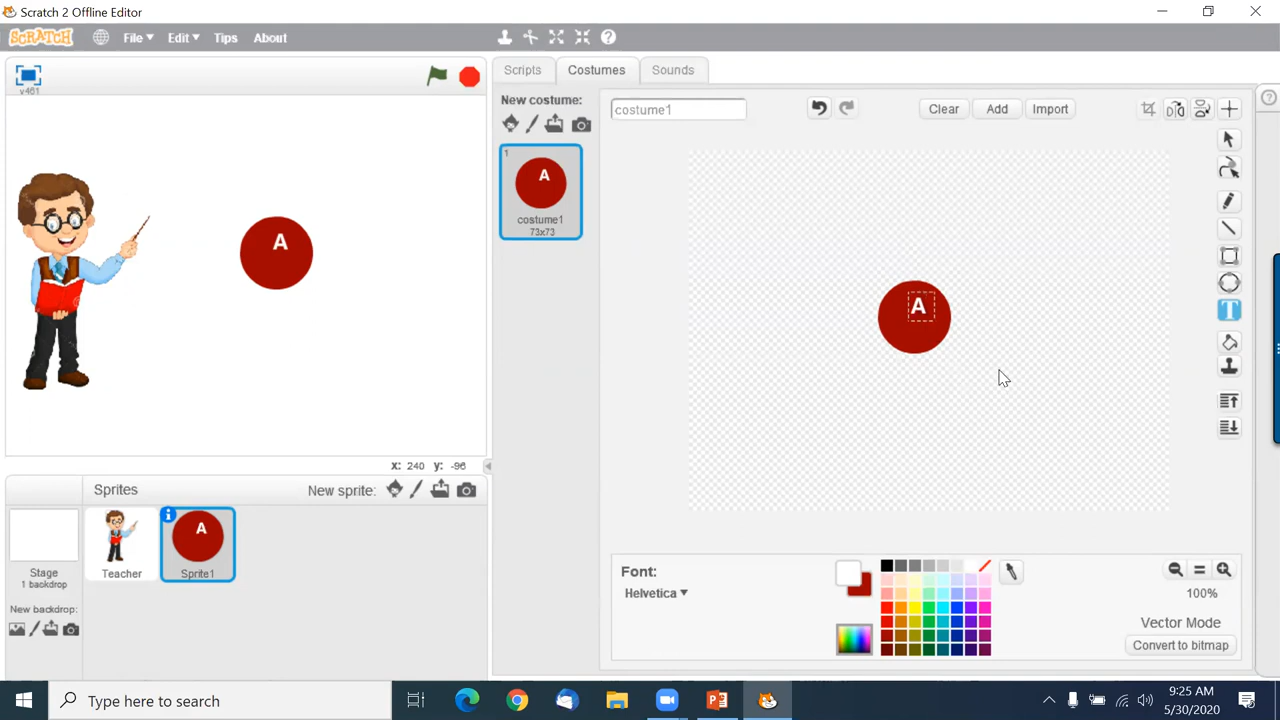 Scratch 2 Offline Editor
SCRATCH File Edit Tips About
v461
Scripts Costumes Sounds
New costume:
costume1
Clear Add Import
1
A
costume1
73x73
A
A
x: 240 y: -96
Sprites New sprite:
A
Stage
1 backdrop
Teacher
Sprite1
New backdrop:
Font:
Helvetica
T
100%
Vector Mode
Convert to bitmap
Type here to search
9:25 AM
5/30/2020